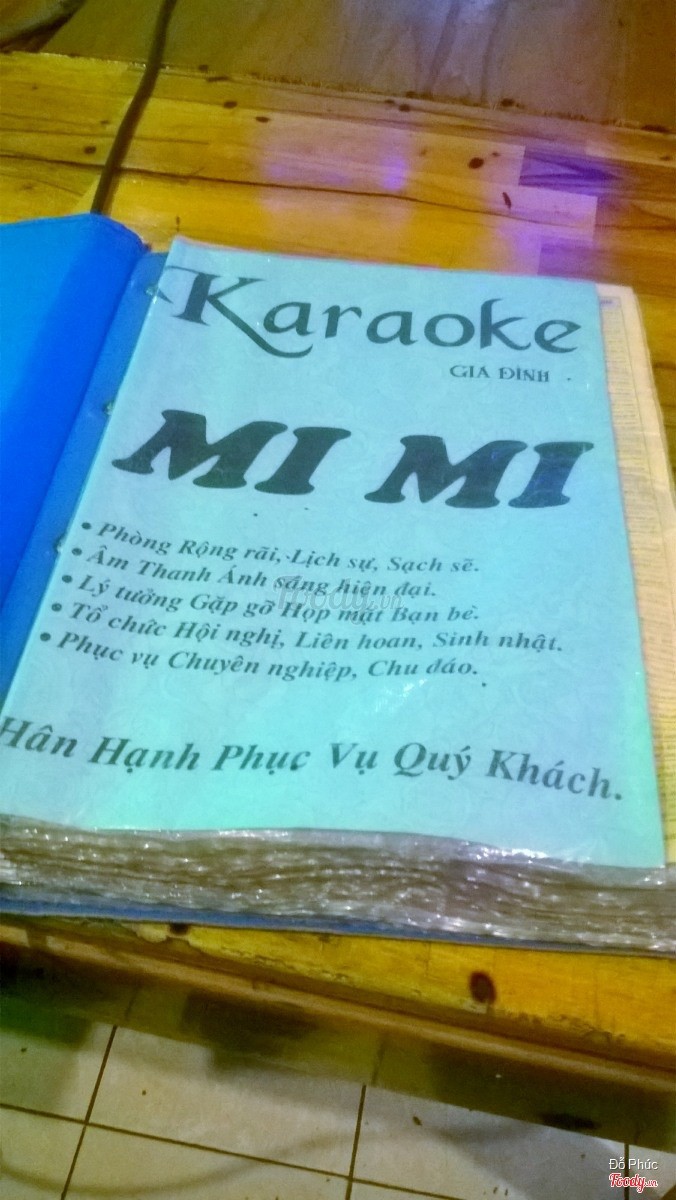 Karaoke
GIA ĐÌNH
MI MI
• Phòng Rộng rãi, Lịch sự, Sạch sẽ.
• Âm Thanh Ánh sáng hiện đại.
• Lý tưởng Gặp gỡ Họp mặt Bạn bè.
• Tổ chức Hội nghị, Liên hoan, Sinh nhật.
• Phục vụ Chuyên nghiệp, Chu đáo.
Hân Hạnh Phục Vụ Quý Khách.
Foody.vn
Đỗ Phúc
Foody.vn